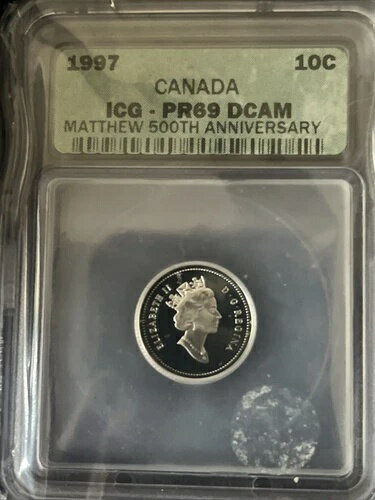 1997 10C
CANADA
ICG - PR69 DCAM
MATTHEW 500TH ANNIVERSARY
ELIZABETH II D·G·REGINA